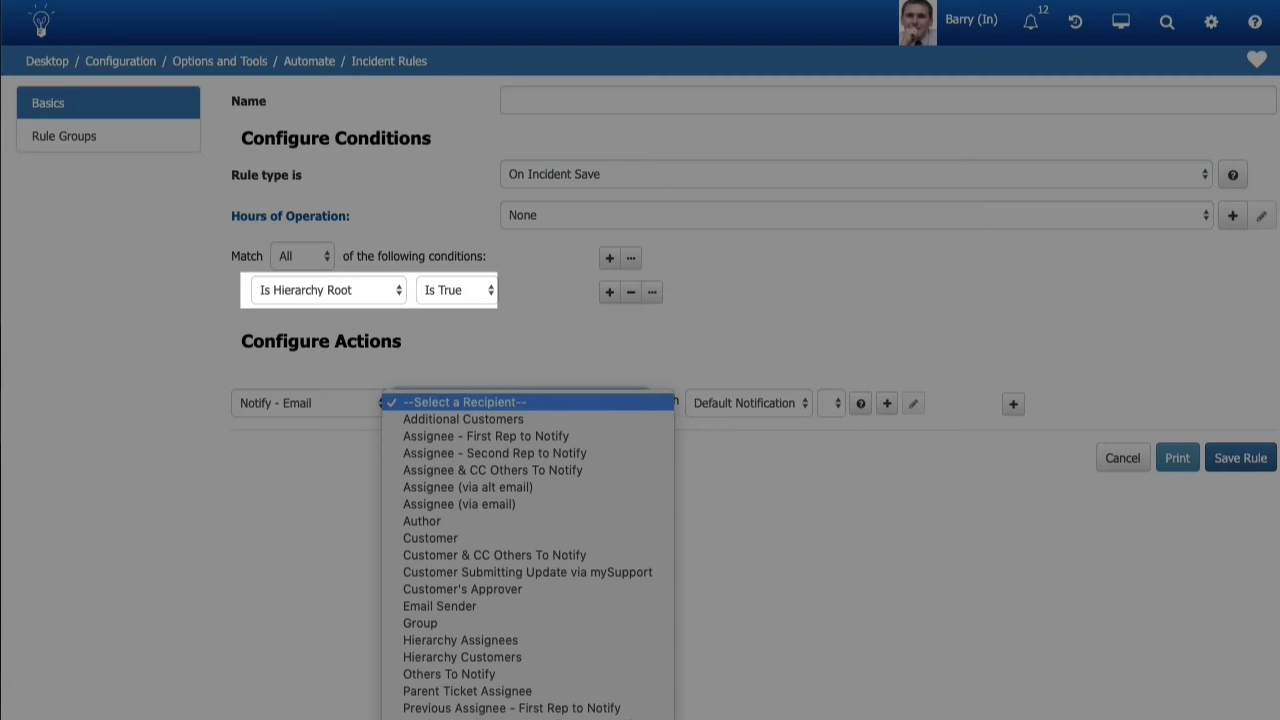 12
Barry (In)
Desktop / Configuration / Options and Tools / Automate / Incident Rules
Basics
Rule Groups
Name
Configure Conditions
Rule type is On Incident Save
Hours of Operation: None
Match All of the following conditions:
Is Hierarchy Root Is True
Configure Actions
Notify - Email --Select a Recipient-- Default Notification
Additional Customers
Assignee - First Rep to Notify
Assignee - Second Rep to Notify
Assignee & CC Others To Notify
Assignee (via alt email)
Assignee (via email)
Author
Customer
Customer & CC Others To Notify
Customer Submitting Update via mySupport
Customer's Approver
Email Sender
Group
Hierarchy Assignees
Hierarchy Customers
Others To Notify
Parent Ticket Assignee
Previous Assignee - First Rep to Notify
Cancel Print Save Rule